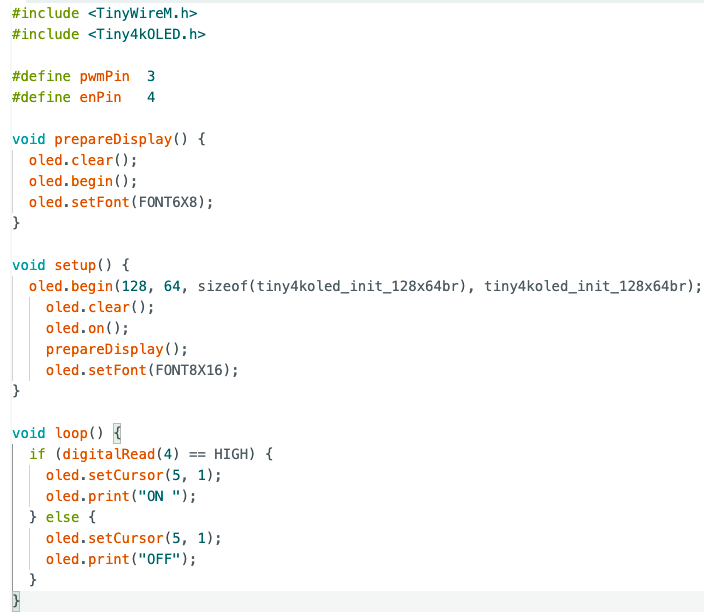 #include <TinyWireM.h>
#include <Tiny4kOLED.h>

#define pwmPin  3
#define enPin   4

void prepareDisplay() {
  oled.clear();
  oled.begin();
  oled.setFont(FONT6X8);
}

void setup() {
  oled.begin(128, 64, sizeof(tiny4koled_init_128x64br), tiny4koled_init_128x64br);
    oled.clear();
    oled.on();
    prepareDisplay();
    oled.setFont(FONT8X16);
}

void loop() {
  if (digitalRead(4) == HIGH) {
    oled.setCursor(5, 1);
    oled.print("ON ");
  } else {
    oled.setCursor(5, 1);
    oled.print("OFF");
  }
}